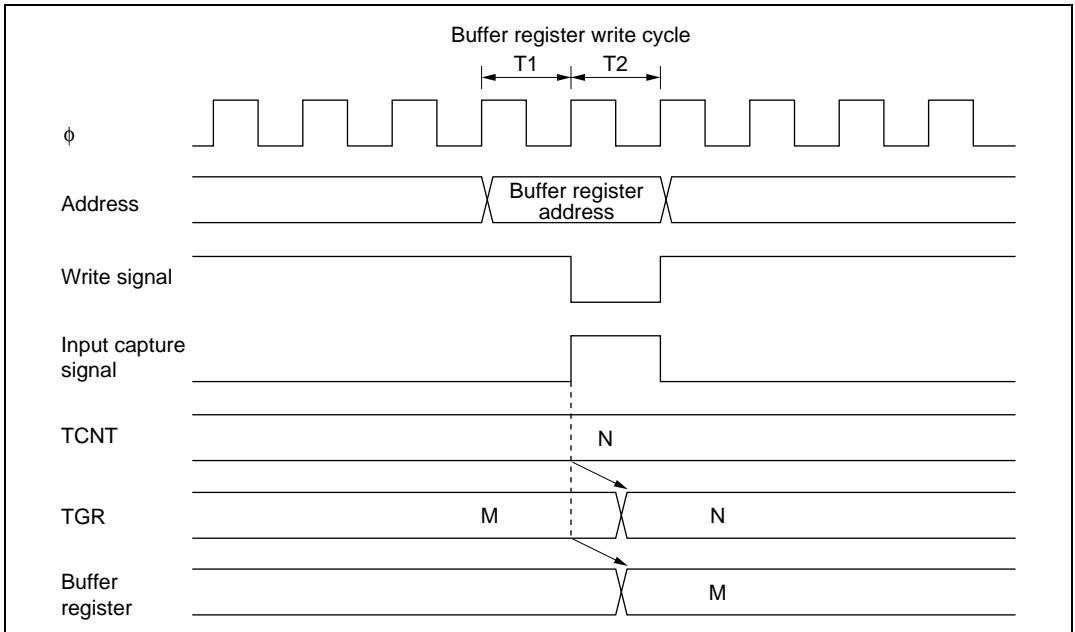 Buffer register write cycle
T1 T2
ϕ
Address
Buffer register
address
Write signal
Input capture
signal
TCNT
N
TGR
M N
Buffer
register
M